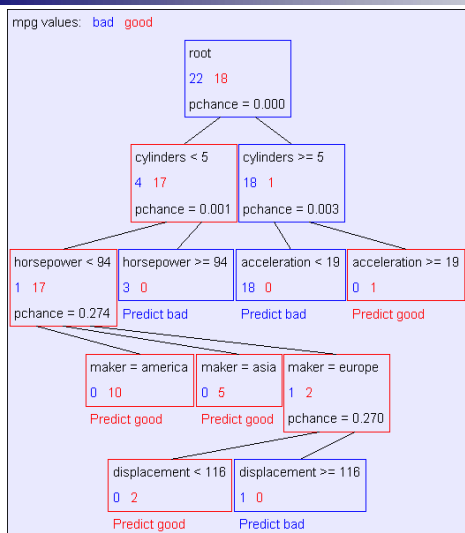 mpg values: bad good
root
22 18
pchance = 0.000
cylinders < 5 cylinders >= 5
4 17 18 1
pchance = 0.001 pchance = 0.003
horsepower < 94 horsepower >= 94 acceleration < 19 acceleration >= 19
1 17 3 0 18 0 0 1
pchance = 0.274 Predict bad Predict bad Predict good
maker = america maker = asia maker = europe
0 10 0 5 1 2
Predict good Predict good pchance = 0.270
displacement < 116 displacement >= 116
0 2 1 0
Predict good Predict bad